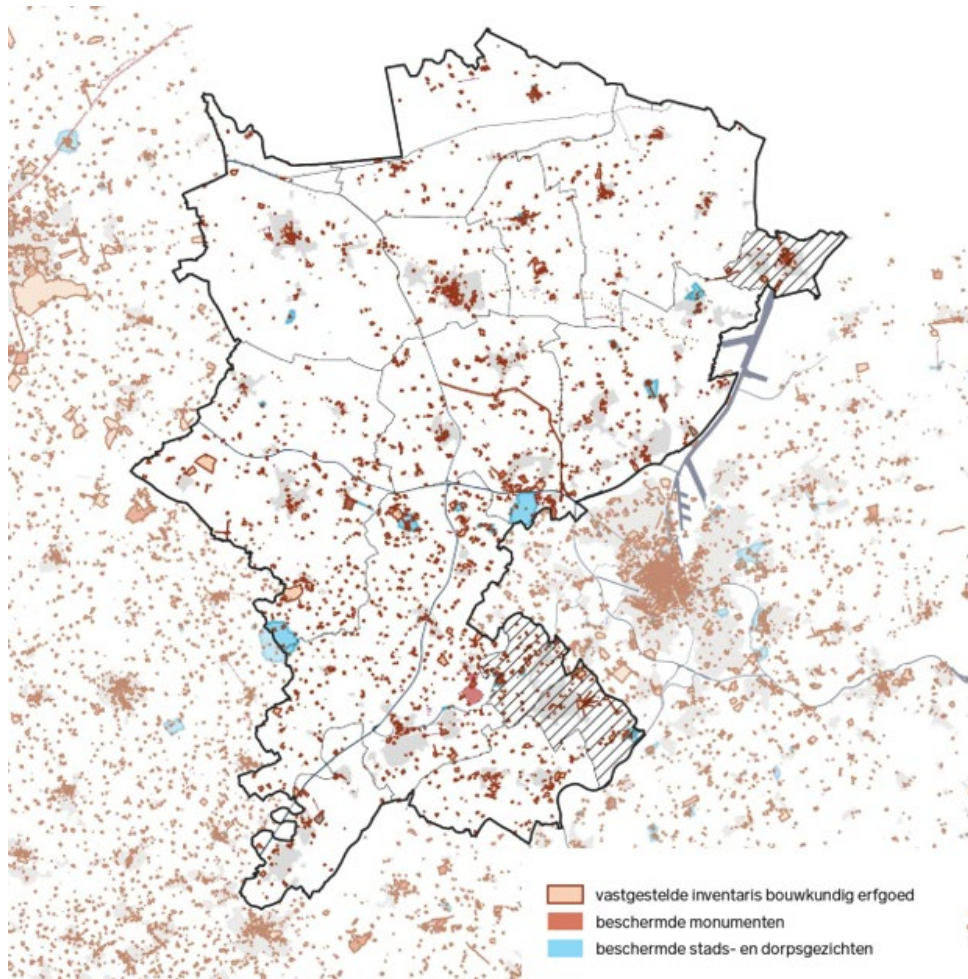 vastgestelde inventaris bouwkundig erfgoed
beschermde monumenten
beschermde stads- en dorpsgezichten